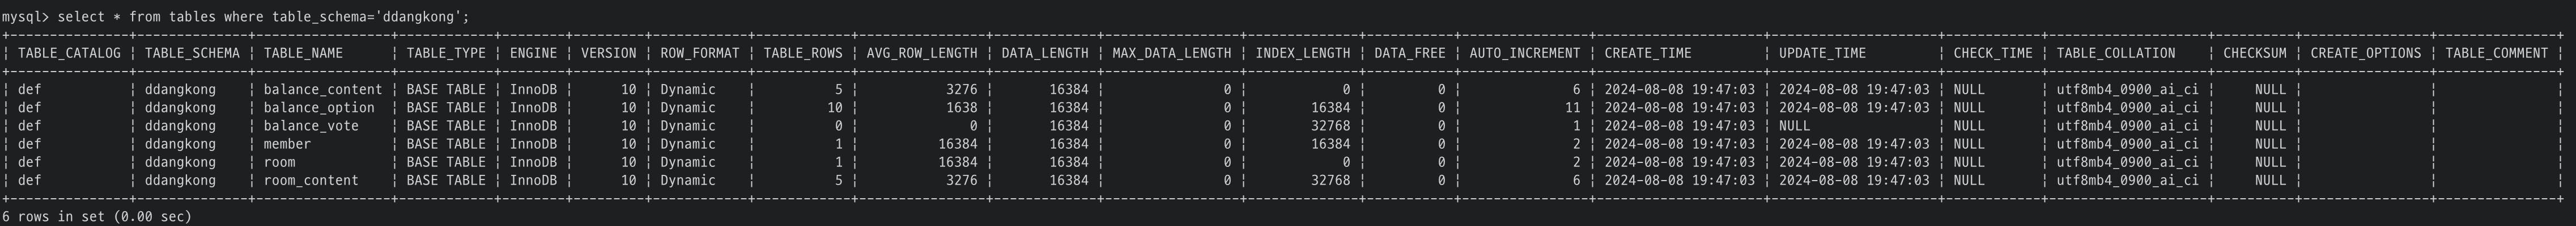 mysql> select * from tables where table_schema='ddangkong';
+---------------+--------------+-----------------+------------+--------+---------+------------+------------+----------------+-------------+-----------------+--------------+-----------+----------------+---------------------+---------------------+------------+--------------------+----------+----------------+---------------+
| TABLE_CATALOG | TABLE_SCHEMA | TABLE_NAME      | TABLE_TYPE | ENGINE | VERSION | ROW_FORMAT | TABLE_ROWS | AVG_ROW_LENGTH | DATA_LENGTH | MAX_DATA_LENGTH | INDEX_LENGTH | DATA_FREE | AUTO_INCREMENT | CREATE_TIME         | UPDATE_TIME         | CHECK_TIME | TABLE_COLLATION    | CHECKSUM | CREATE_OPTIONS | TABLE_COMMENT |
+---------------+--------------+-----------------+------------+--------+---------+------------+------------+----------------+-------------+-----------------+--------------+-----------+----------------+---------------------+---------------------+------------+--------------------+----------+----------------+---------------+
| def           | ddangkong    | balance_content | BASE TABLE | InnoDB |      10 | Dynamic    |          5 |           3276 |       16384 |               0 |            0 |         0 |              6 | 2024-08-08 19:47:03 | 2024-08-08 19:47:03 | NULL       | utf8mb4_0900_ai_ci |     NULL |                |               |
| def           | ddangkong    | balance_option  | BASE TABLE | InnoDB |      10 | Dynamic    |         10 |           1638 |       16384 |               0 |        16384 |         0 |             11 | 2024-08-08 19:47:03 | 2024-08-08 19:47:03 | NULL       | utf8mb4_0900_ai_ci |     NULL |                |               |
| def           | ddangkong    | balance_vote    | BASE TABLE | InnoDB |      10 | Dynamic    |          0 |              0 |       16384 |               0 |        32768 |         0 |              1 | 2024-08-08 19:47:03 | NULL                | NULL       | utf8mb4_0900_ai_ci |     NULL |                |               |
| def           | ddangkong    | member          | BASE TABLE | InnoDB |      10 | Dynamic    |          1 |          16384 |       16384 |               0 |        16384 |         0 |              2 | 2024-08-08 19:47:03 | 2024-08-08 19:47:03 | NULL       | utf8mb4_0900_ai_ci |     NULL |                |               |
| def           | ddangkong    | room            | BASE TABLE | InnoDB |      10 | Dynamic    |          1 |          16384 |       16384 |               0 |            0 |         0 |              2 | 2024-08-08 19:47:03 | 2024-08-08 19:47:03 | NULL       | utf8mb4_0900_ai_ci |     NULL |                |               |
| def           | ddangkong    | room_content    | BASE TABLE | InnoDB |      10 | Dynamic    |          5 |           3276 |       16384 |               0 |        32768 |         0 |              6 | 2024-08-08 19:47:03 | 2024-08-08 19:47:03 | NULL       | utf8mb4_0900_ai_ci |     NULL |                |               |
+---------------+--------------+-----------------+------------+--------+---------+------------+------------+----------------+-------------+-----------------+--------------+-----------+----------------+---------------------+---------------------+------------+--------------------+----------+----------------+---------------+
6 rows in set (0.00 sec)